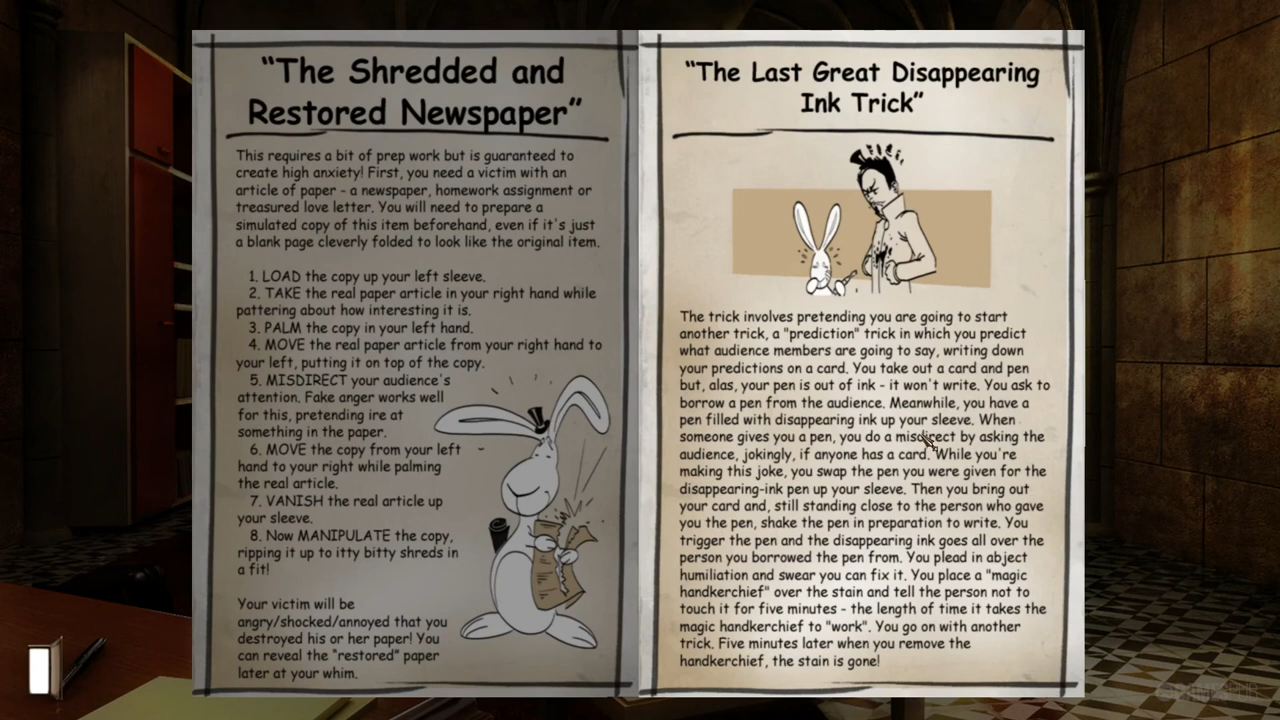 “The Shredded and
Restored Newspaper”
This requires a bit of prep work but is guaranteed to
create high anxiety! First, you need a victim with an
article of paper - a newspaper, homework assignment or
treasured love letter. You will need to prepare a
simulated copy of this item beforehand, even if it's just
a blank page cleverly folded to look like the original item.
1. LOAD the copy up your left sleeve.
2. TAKE the real paper article in your right hand while
pattering about how interesting it is.
3. PALM the copy in your left hand.
4. MOVE the real paper article from your right hand to
your left, putting it on top of the copy.
5. MISDIRECT your audience's
attention. Fake anger works well
for this, pretending ire at
something in the paper.
6. MOVE the copy from your left
hand to your right while palming
the real article.
7. VANISH the real article up
your sleeve.
8. Now MANIPULATE the copy,
ripping it up to itty bitty shreds in
a fit!
Your victim will be
angry/shocked/annoyed that you
destroyed his or her paper! You
can reveal the "restored" paper
later at your whim.
“The Last Great Disappearing
Ink Trick”
The trick involves pretending you are going to start
another trick, a "prediction" trick in which you predict
what audience members are going to say, writing down
your predictions on a card. You take out a card and pen
but, alas, your pen is out of ink - it won't write. You ask to
borrow a pen from the audience. Meanwhile, you have a
pen filled with disappearing ink up your sleeve. When
someone gives you a pen, you do a misdirect by asking the
audience, jokingly, if anyone has a card. While you're
making this joke, you swap the pen you were given for the
disappearing-ink pen up your sleeve. Then you bring out
your card and, still standing close to the person who gave
you the pen, shake the pen in preparation to write. You
trigger the pen and the disappearing ink goes all over the
person you borrowed the pen from. You plead in abject
humiliation and swear you can fix it. You place a "magic
handkerchief" over the stain and tell the person not to
touch it for five minutes - the length of time it takes the
magic handkerchief to "work". You go on with another
trick. Five minutes later when you remove the
handkerchief, the stain is gone!